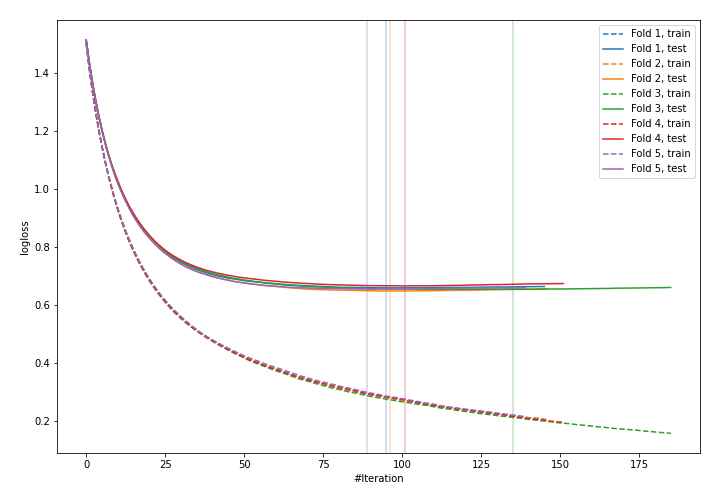 1.4
1.2
1.0
0.8
0.6
0.4
0.2
logloss
0
25
50
75
100
125
150
175
#Iteration
Fold 1, train
Fold 1, test
Fold 2, train
Fold 2, test
Fold 3, train
Fold 3, test
Fold 4, train
Fold 4, test
Fold 5, train
Fold 5, test